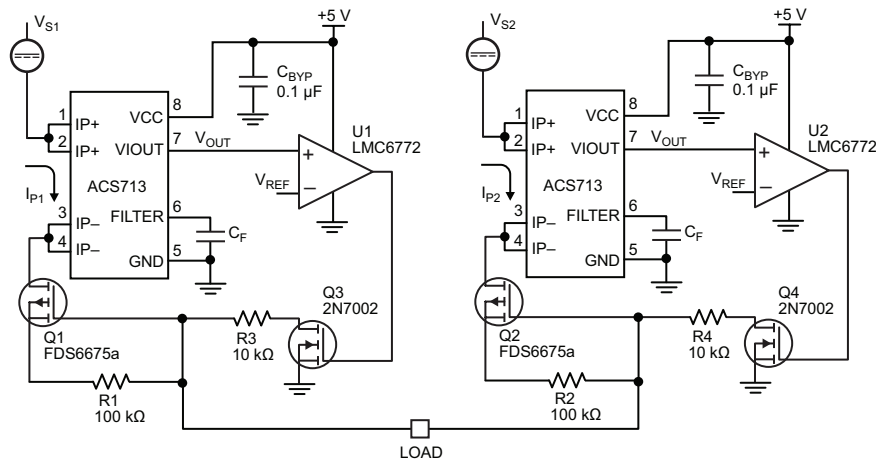 V_S1
+5 V
C_BYP
0.1 µF
1
IP+
2
IP+
VCC
8
VIOUT
7
V_OUT
U1
LMC6772
+
V_REF
–
ACS713
I_P1
3
IP–
4
IP–
FILTER
6
C_F
GND
5
Q1
FDS6675a
R3
10 kΩ
Q3
2N7002
R1
100 kΩ
V_S2
+5 V
C_BYP
0.1 µF
1
IP+
2
IP+
VCC
8
VIOUT
7
V_OUT
U2
LMC6772
+
V_REF
–
ACS713
I_P2
3
IP–
4
IP–
FILTER
6
C_F
GND
5
Q2
FDS6675a
R4
10 kΩ
Q4
2N7002
R2
100 kΩ
LOAD